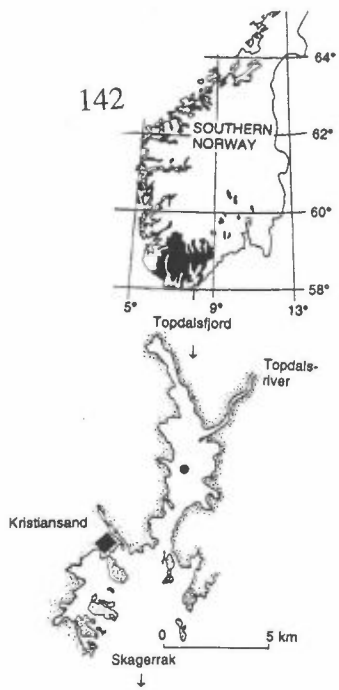 64°
142
SOUTHERN
NORWAY
62°
60°
58°
5°
9°
13°
Topdalsfjord
↓
Topdals-
river
Kristiansand
0 5 km
Skagerrak
↓